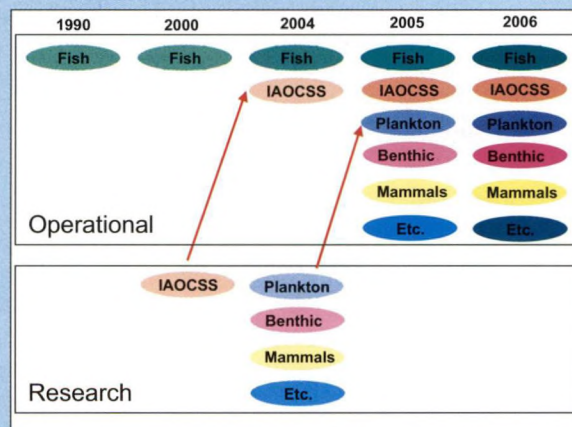 1990 2000 2004 2005 2006
Fish Fish Fish Fish Fish
IAOCSS IAOCSS IAOCSS
Plankton Plankton
Benthic Benthic
Mammals Mammals
Operational Etc. Etc.
IAOCSS Plankton
Benthic
Mammals
Research Etc.